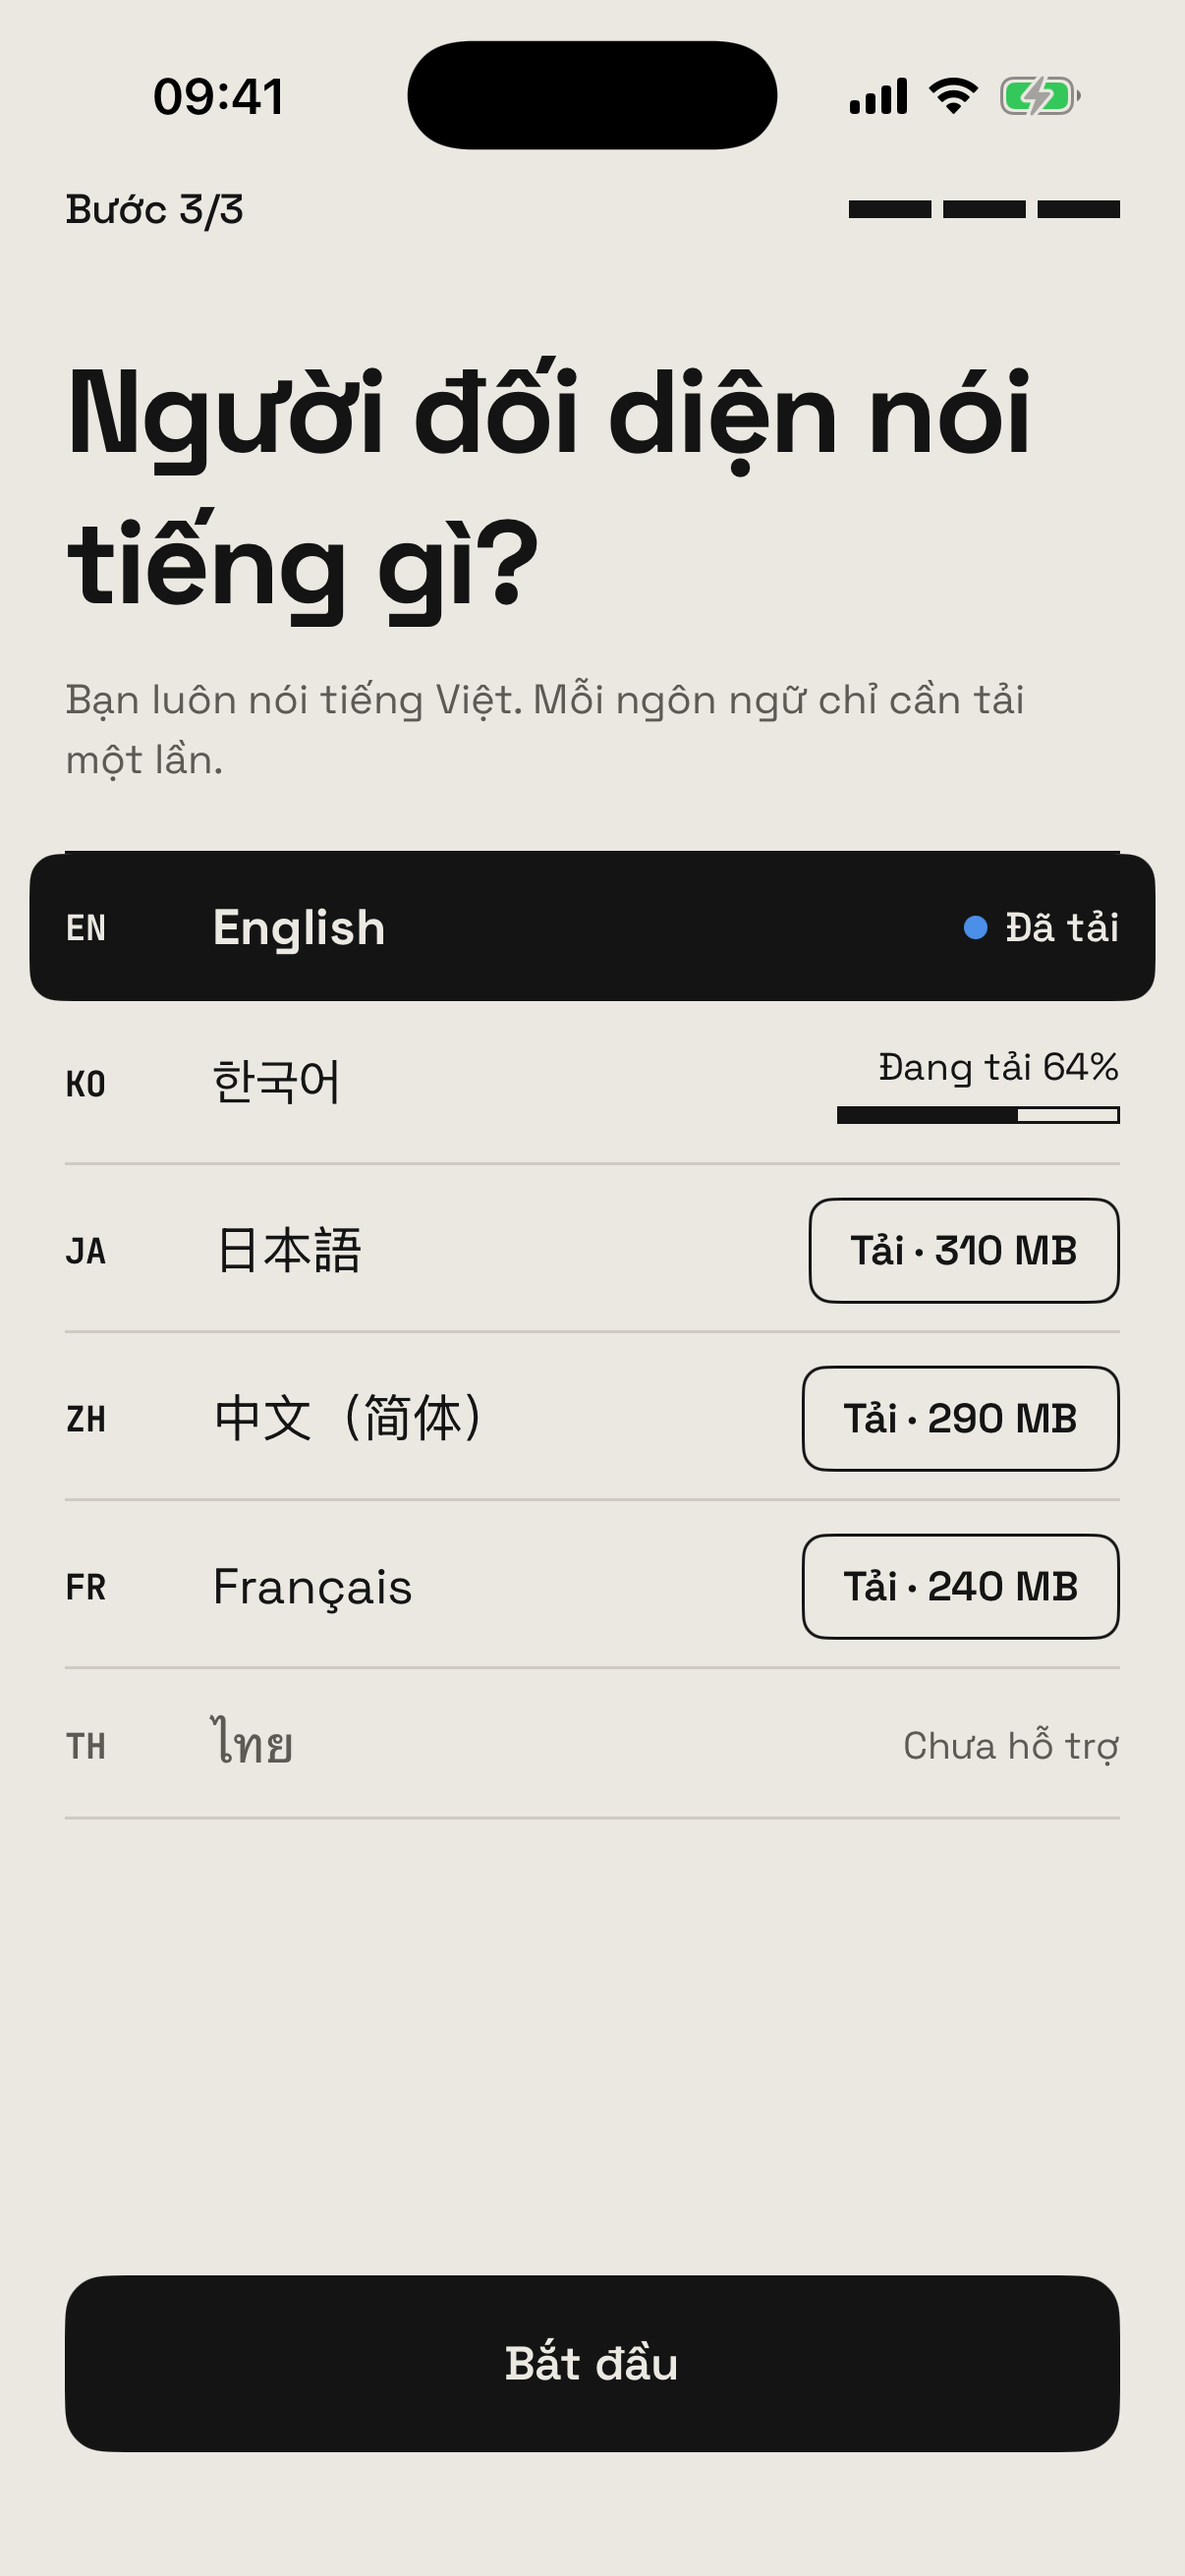 09:41
Bước 3/3
Người đối diện nói
tiếng gì?
Bạn luôn nói tiếng Việt. Mỗi ngôn ngữ chỉ cần tải
một lần.
EN English Đã tải
KO 한국어 Đang tải 64%
JA 日本語 Tải · 310 MB
ZH 中文（简体） Tải · 290 MB
FR Français Tải · 240 MB
TH ไทย Chưa hỗ trợ
Bắt đầu